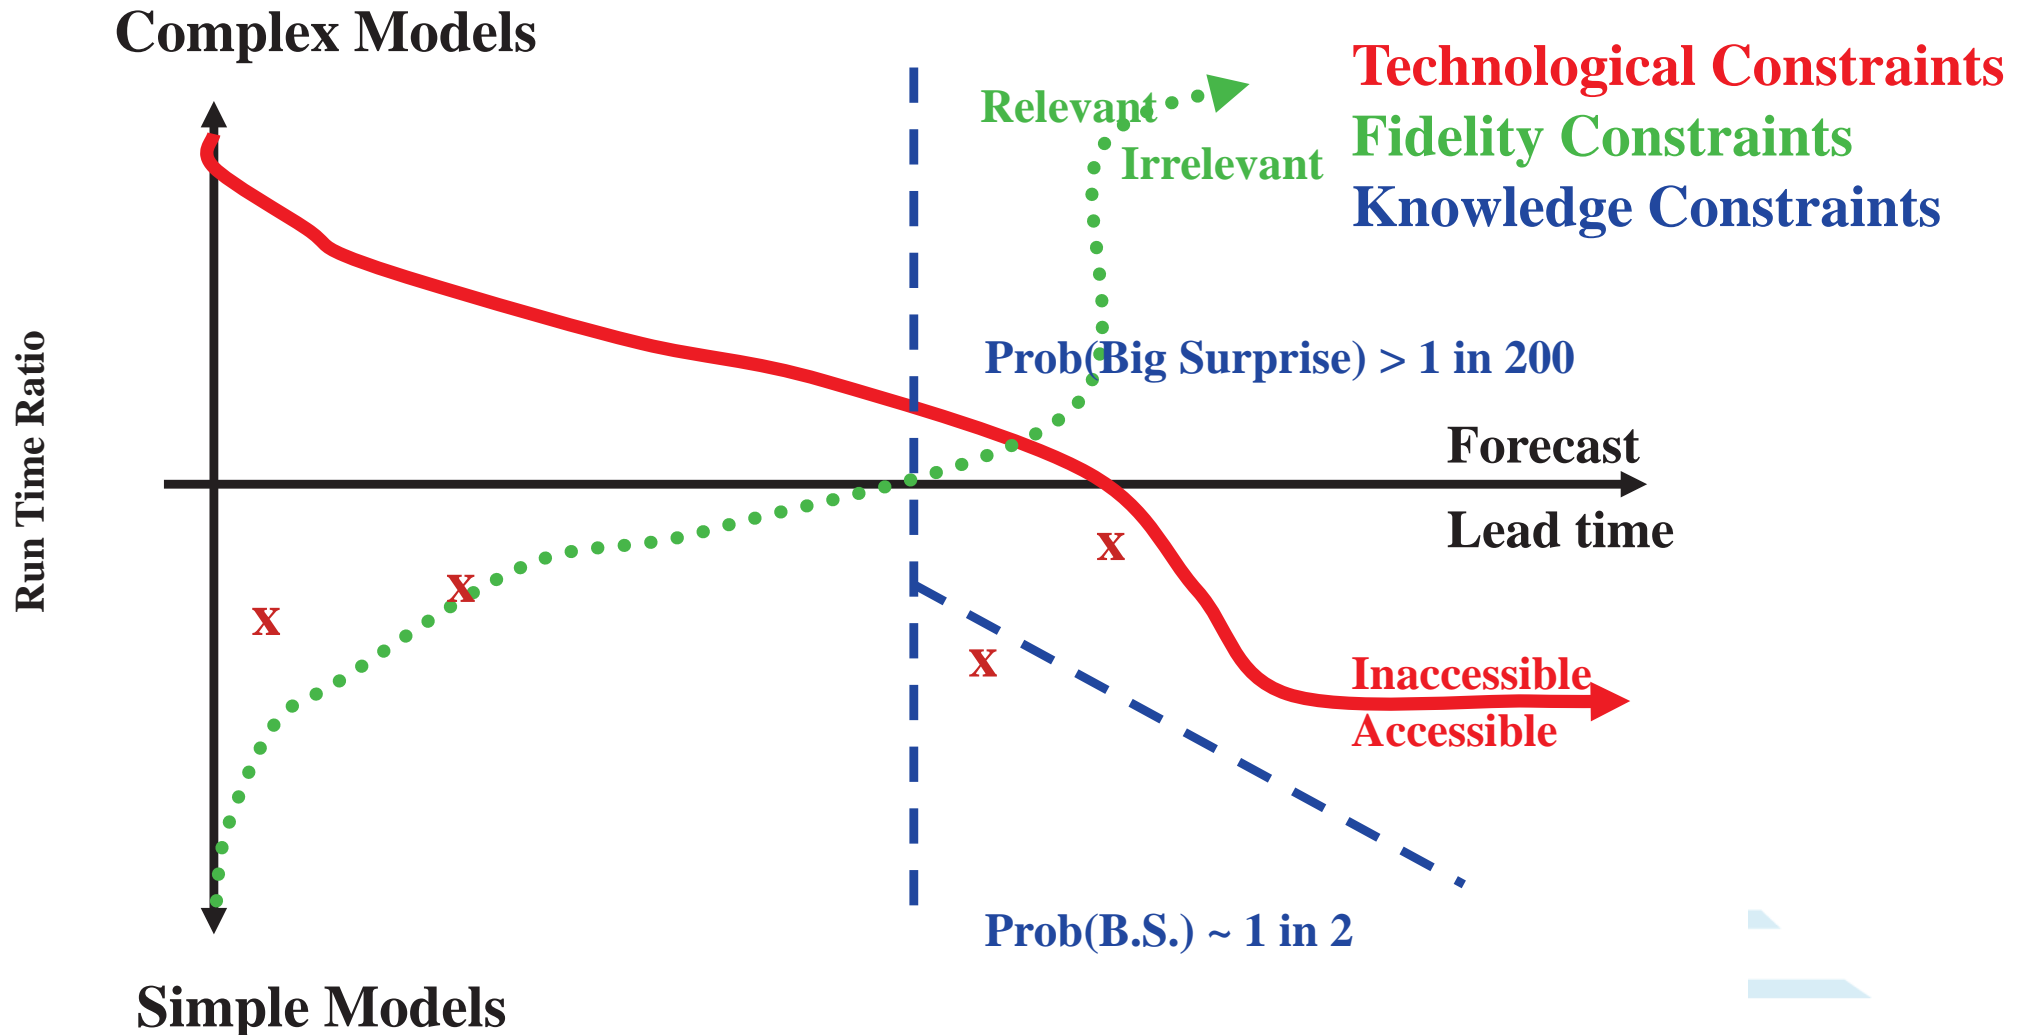 Complex Models
Technological Constraints
Fidelity Constraints
Knowledge Constraints
Relevant
Irrelevant
Prob(Big Surprise) > 1 in 200
Run Time Ratio
Forecast
Lead time
x
x
x
x
Inaccessible
Accessible
Prob(B.S.) ~ 1 in 2
Simple Models